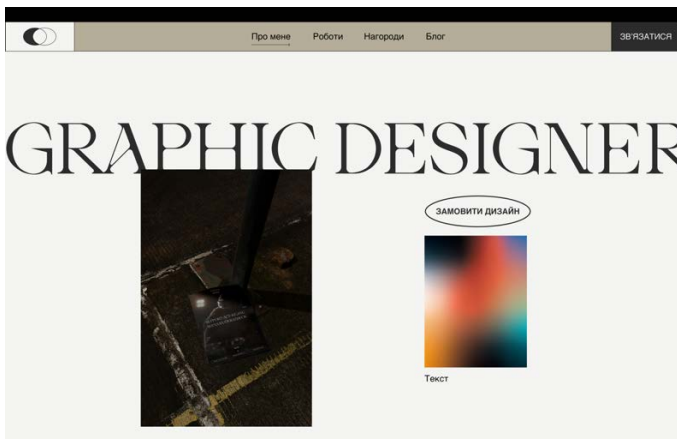 Про мене
Роботи
Нагороди
Блог
ЗВ'ЯЗАТИСЯ
GRAPHIC DESIGNER
ЗАМОВИТИ ДИЗАЙН
Текст